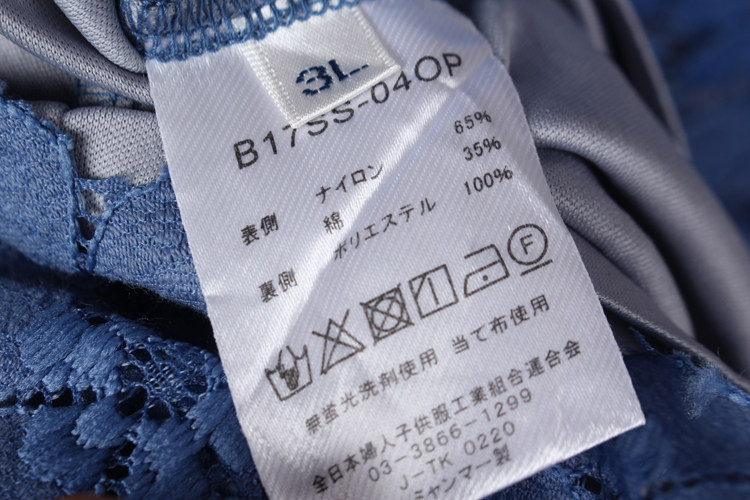 3L
B17SS-04OP
表側 ナイロン 65%
綿 35%
裏側 ポリエステル 100%
F
無蛍光洗剤使用 当て布使用
全日本婦人子供服工業組合連合会
03-3866-1299
J-TK 0220
ミャンマー製